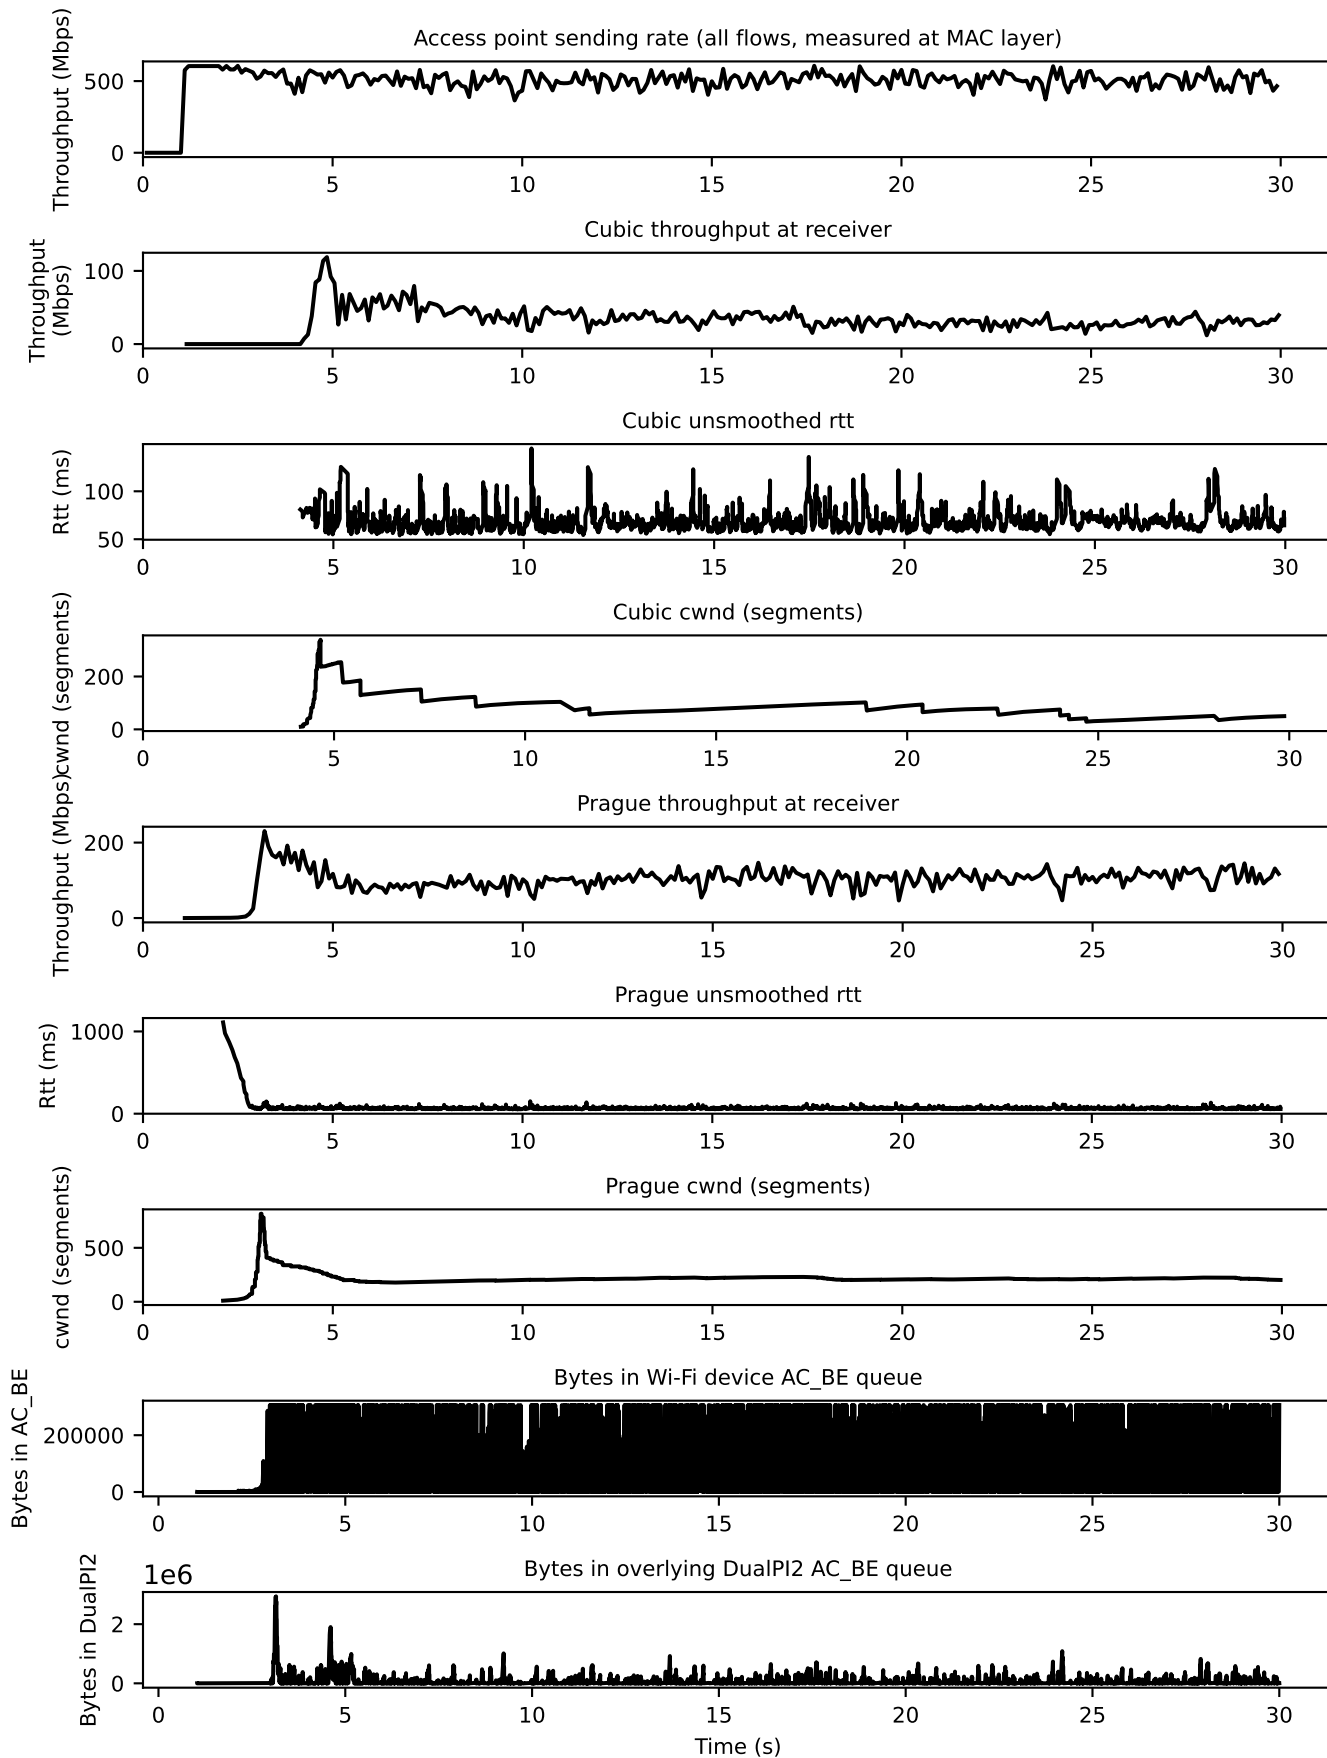 Access point sending rate (all flows, measured at MAC layer)
Throughput (Mbps)
500
0
0 5 10 15 20 25 30
Cubic throughput at receiver
Throughput
(Mbps)
100
0
0 5 10 15 20 25 30
Cubic unsmoothed rtt
Rtt (ms)
100
50
0 5 10 15 20 25 30
Cubic cwnd (segments)
cwnd (segments)
200
0
0 5 10 15 20 25 30
Prague throughput at receiver
Throughput (Mbps)
200
0
0 5 10 15 20 25 30
Prague unsmoothed rtt
Rtt (ms)
1000
0
0 5 10 15 20 25 30
Prague cwnd (segments)
cwnd (segments)
500
0
0 5 10 15 20 25 30
Bytes in Wi-Fi device AC_BE queue
Bytes in AC_BE
200000
0
0 5 10 15 20 25 30
Bytes in overlying DualPI2 AC_BE queue
1e6
Bytes in DualPI2
2
0
0 5 10 15 20 25 30
Time (s)